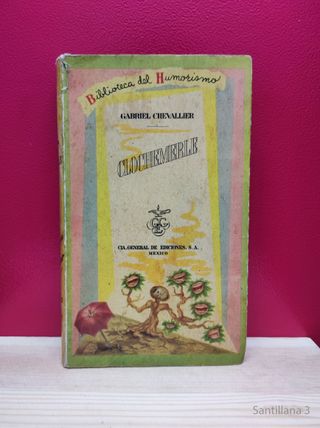 Biblioteca del Humorismo
GABRIEL CHEVALLIER
CLOCHEMERLE
CIA. GENERAL DE EDICIONES, S. A.
MEXICO
Santillana 3